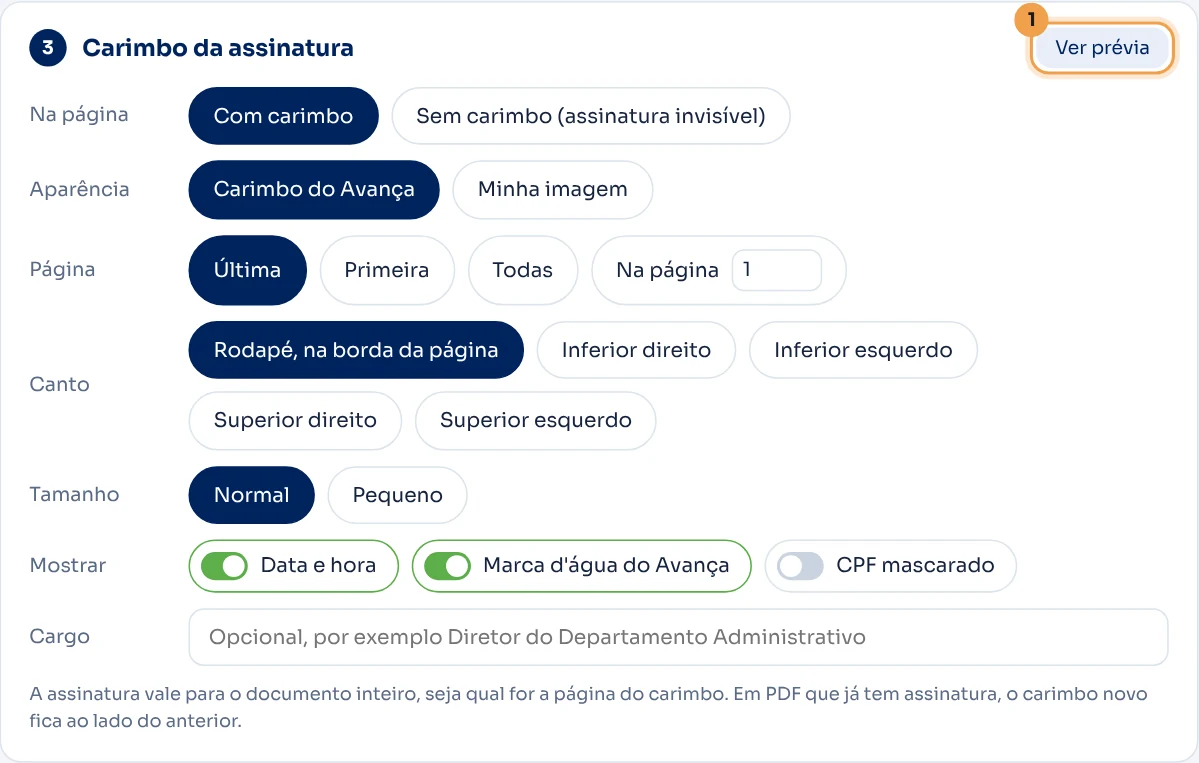 1
3 Carimbo da assinatura Ver prévia
Na página Com carimbo Sem carimbo (assinatura invisível)
Aparência Carimbo do Avança Minha imagem
Página Última Primeira Todas Na página 1
Canto Rodapé, na borda da página Inferior direito Inferior esquerdo
Superior direito Superior esquerdo
Tamanho Normal Pequeno
Mostrar Data e hora Marca d'água do Avança CPF mascarado
Cargo Opcional, por exemplo Diretor do Departamento Administrativo
A assinatura vale para o documento inteiro, seja qual for a página do carimbo. Em PDF que já tem assinatura, o carimbo novo
fica ao lado do anterior.